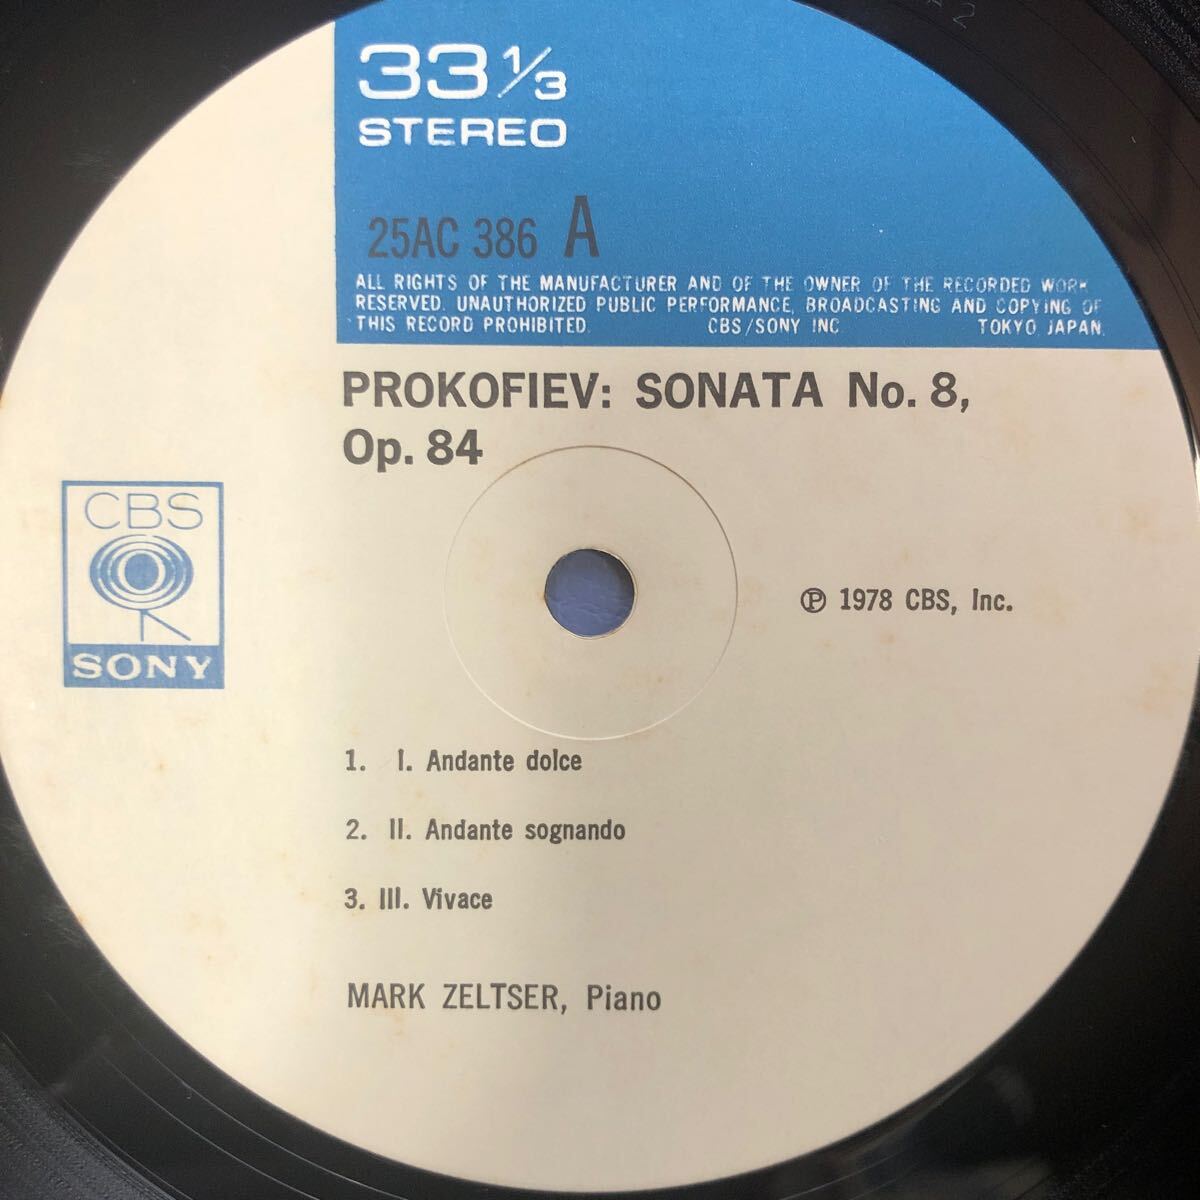 33 1/3
STEREO
25AC 386 A
ALL RIGHTS OF THE MANUFACTURER AND OF THE OWNER OF THE RECORDED WORK
RESERVED. UNAUTHORIZED PUBLIC PERFORMANCE, BROADCASTING AND COPYING OF
THIS RECORD PROHIBITED. CBS/SONY INC. TOKYO, JAPAN.
PROKOFIEV: SONATA No. 8,
Op. 84
CBS
SONY
Ⓟ 1978 CBS, Inc.
1. I. Andante dolce
2. II. Andante sognando
3. III. Vivace
MARK ZELTSER, Piano